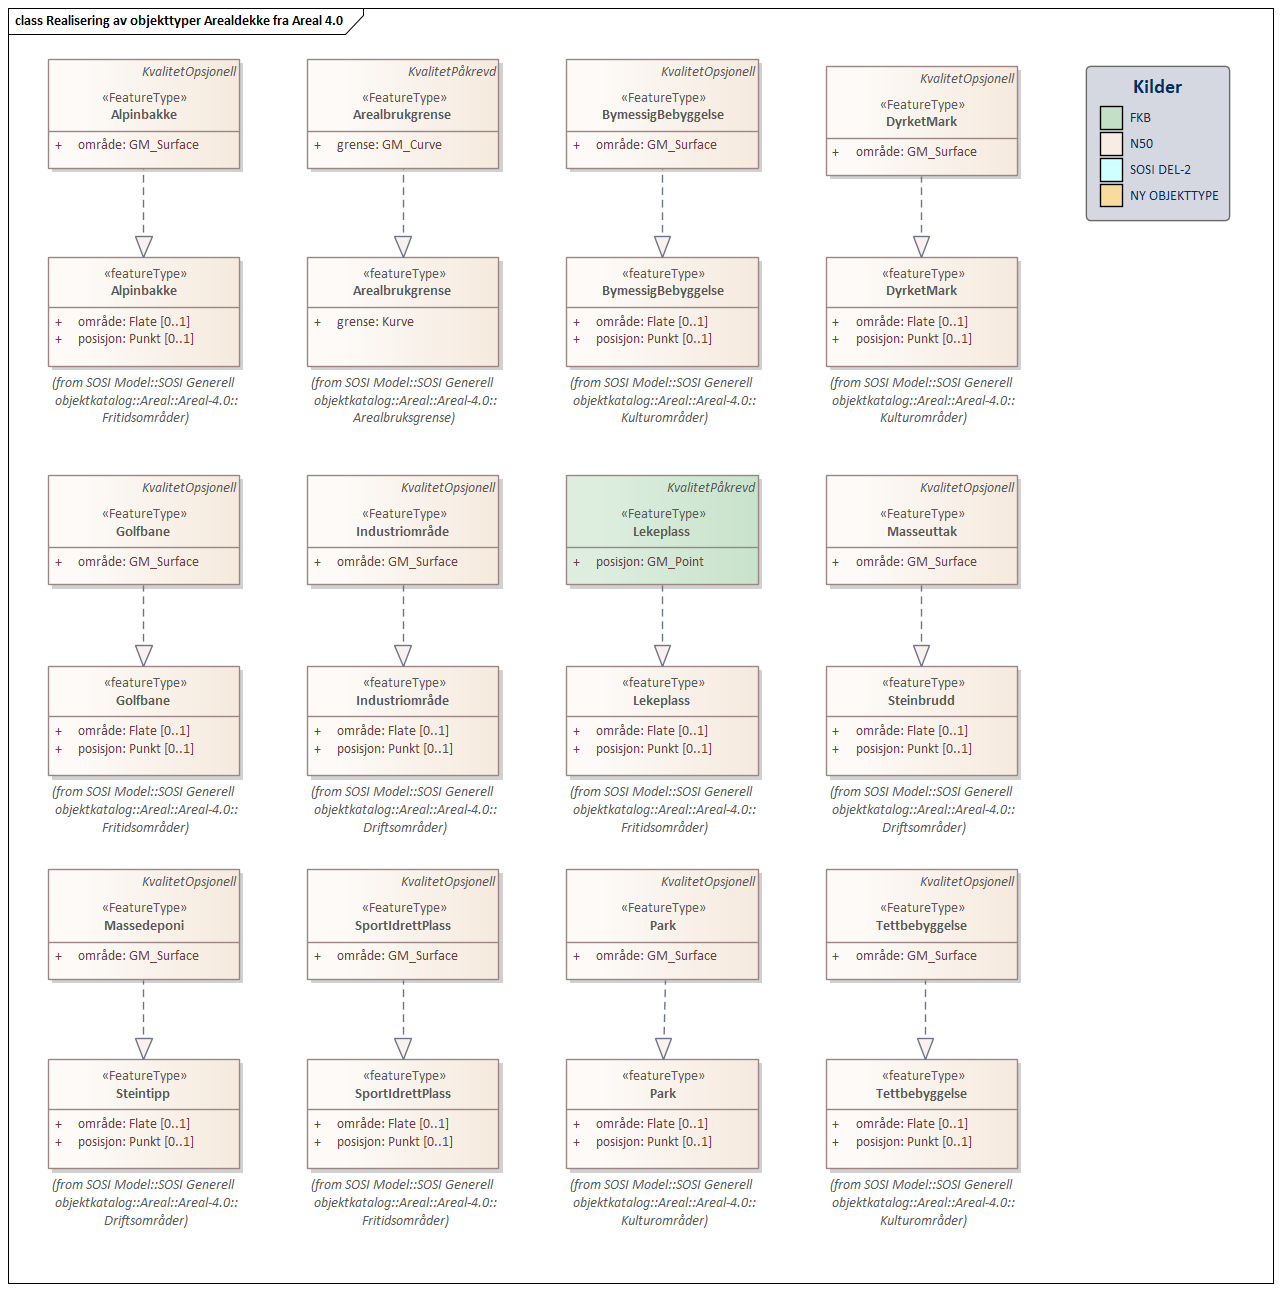 class Realisering av objekttyper Arealdekke fra Areal 4.0
KvalitetOpsjonell
«FeatureType»
Alpinbakke
+ område: GM_Surface
KvalitetPåkrevd
«FeatureType»
Arealbrukgrense
+ grense: GM_Curve
KvalitetOpsjonell
«FeatureType»
BymessigBebyggelse
+ område: GM_Surface
KvalitetOpsjonell
«FeatureType»
DyrketMark
+ område: GM_Surface
Kilder
FKB
N50
SOSI DEL-2
NY OBJEKTTYPE
«featureType»
Alpinbakke
+ område: Flate [0..1]
+ posisjon: Punkt [0..1]
(from SOSI Model::SOSI Generell
objektkatalog::Areal::Areal-4.0::
Fritidsområder)
«featureType»
Arealbrukgrense
+ grense: Kurve
(from SOSI Model::SOSI Generell
objektkatalog::Areal::Areal-4.0::
Arealbruksgrense)
«featureType»
BymessigBebyggelse
+ område: Flate [0..1]
+ posisjon: Punkt [0..1]
(from SOSI Model::SOSI Generell
objektkatalog::Areal::Areal-4.0::
Kulturområder)
«featureType»
DyrketMark
+ område: Flate [0..1]
+ posisjon: Punkt [0..1]
(from SOSI Model::SOSI Generell
objektkatalog::Areal::Areal-4.0::
Kulturområder)
KvalitetOpsjonell
«FeatureType»
Golfbane
+ område: GM_Surface
KvalitetOpsjonell
«FeatureType»
Industriområde
+ område: GM_Surface
KvalitetPåkrevd
«FeatureType»
Lekeplass
+ posisjon: GM_Point
KvalitetOpsjonell
«FeatureType»
Masseuttak
+ område: GM_Surface
«featureType»
Golfbane
+ område: Flate [0..1]
+ posisjon: Punkt [0..1]
(from SOSI Model::SOSI Generell
objektkatalog::Areal::Areal-4.0::
Fritidsområder)
«featureType»
Industriområde
+ område: Flate [0..1]
+ posisjon: Punkt [0..1]
(from SOSI Model::SOSI Generell
objektkatalog::Areal::Areal-4.0::
Driftsområder)
«featureType»
Lekeplass
+ område: Flate [0..1]
+ posisjon: Punkt [0..1]
(from SOSI Model::SOSI Generell
objektkatalog::Areal::Areal-4.0::
Fritidsområder)
«featureType»
Steinbrudd
+ område: Flate [0..1]
+ posisjon: Punkt [0..1]
(from SOSI Model::SOSI Generell
objektkatalog::Areal::Areal-4.0::
Driftsområder)
KvalitetOpsjonell
«FeatureType»
Massedeponi
+ område: GM_Surface
KvalitetOpsjonell
«FeatureType»
SportIdrettPlass
+ område: GM_Surface
KvalitetOpsjonell
«FeatureType»
Park
+ område: GM_Surface
KvalitetOpsjonell
«FeatureType»
Tettbebyggelse
+ område: GM_Surface
«FeatureType»
Steintipp
+ område: Flate [0..1]
+ posisjon: Punkt [0..1]
(from SOSI Model::SOSI Generell
objektkatalog::Areal::Areal-4.0::
Driftsområder)
«featureType»
SportIdrettPlass
+ område: Flate [0..1]
+ posisjon: Punkt [0..1]
(from SOSI Model::SOSI Generell
objektkatalog::Areal::Areal-4.0::
Fritidsområder)
«featureType»
Park
+ område: Flate [0..1]
+ posisjon: Punkt [0..1]
(from SOSI Model::SOSI Generell
objektkatalog::Areal::Areal-4.0::
Kulturområder)
«featureType»
Tettbebyggelse
+ område: Flate [0..1]
+ posisjon: Punkt [0..1]
(from SOSI Model::SOSI Generell
objektkatalog::Areal::Areal-4.0::
Kulturområder)